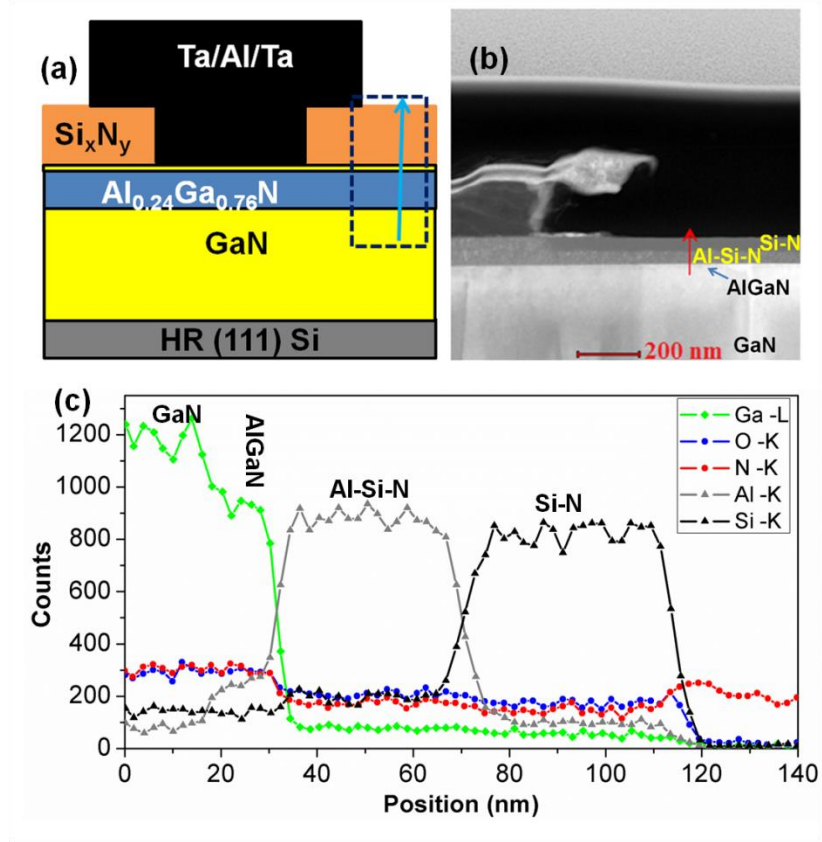 (a)
Ta/Al/Ta
SixNy
Al0.24Ga0.76N
GaN
HR (111) Si
(b)
Si-N
Al-Si-N
AlGaN
200 nm
GaN
(c)
GaN
AlGaN
Al-Si-N
Si-N
Ga -L
O -K
N -K
Al -K
Si -K
1200
1000
800
600
400
200
0
Counts
0 20 40 60 80 100 120 140
Position (nm)